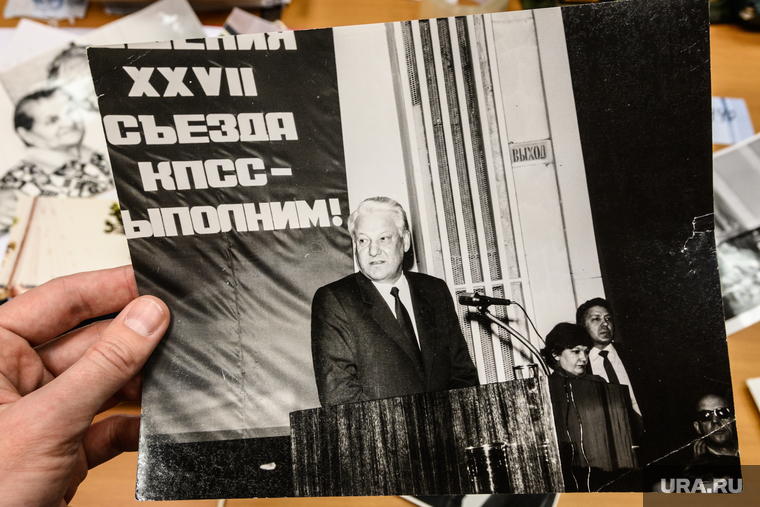 XXVII
СЪЕЗДА
КПСС–
ЫПОЛНИМ!
ВЫХОД
URA.RU